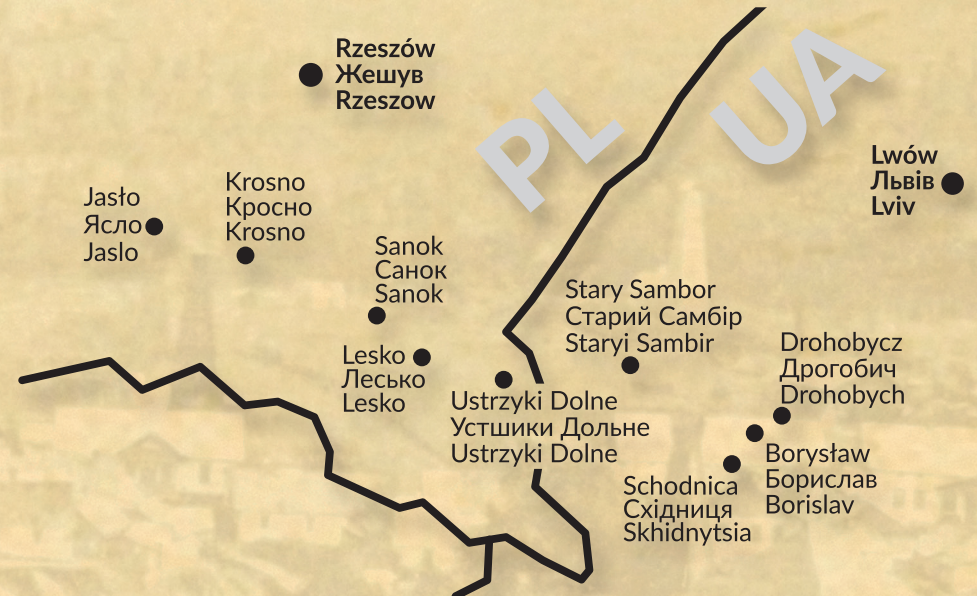 Rzeszów
Жешув
Rzeszow
PL
UA
Lwów
Львів
Lviv
Jasło
Ясло
Jaslo
Krosno
Кросно
Krosno
Sanok
Санок
Sanok
Lesko
Лесько
Lesko
Ustrzyki Dolne
Устшики Дольне
Ustrzyki Dolne
Stary Sambor
Старий Самбір
Staryi Sambir
Drohobycz
Дрогобич
Drohobych
Borysław
Борислав
Borislav
Schodnica
Східниця
Skhidnytsia